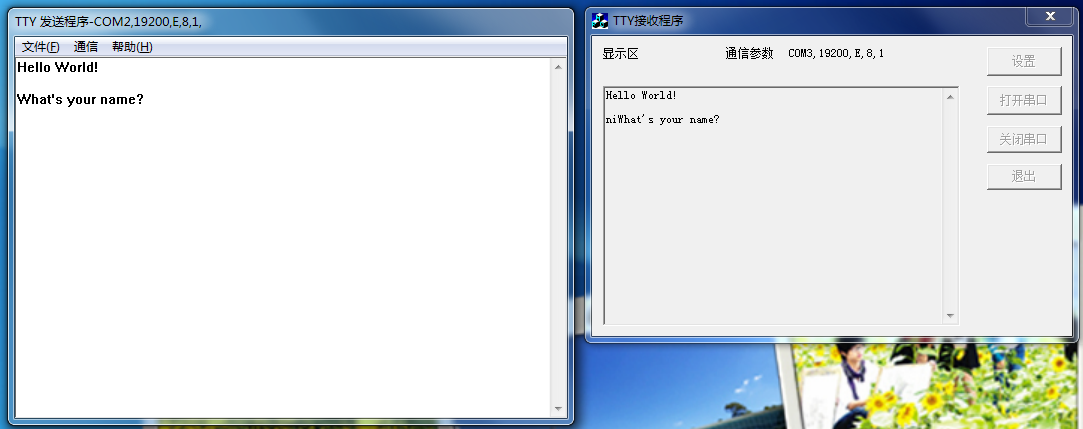 TTY 发送程序-COM2,19200,E,8,1,
文件(F) 通信 帮助(H)
Hello World!
What's your name?
TTY接收程序
显示区 通信参数 COM3,19200,E,8,1
设置
打开串口
关闭串口
退出
Hello World!
niWhat's your name?